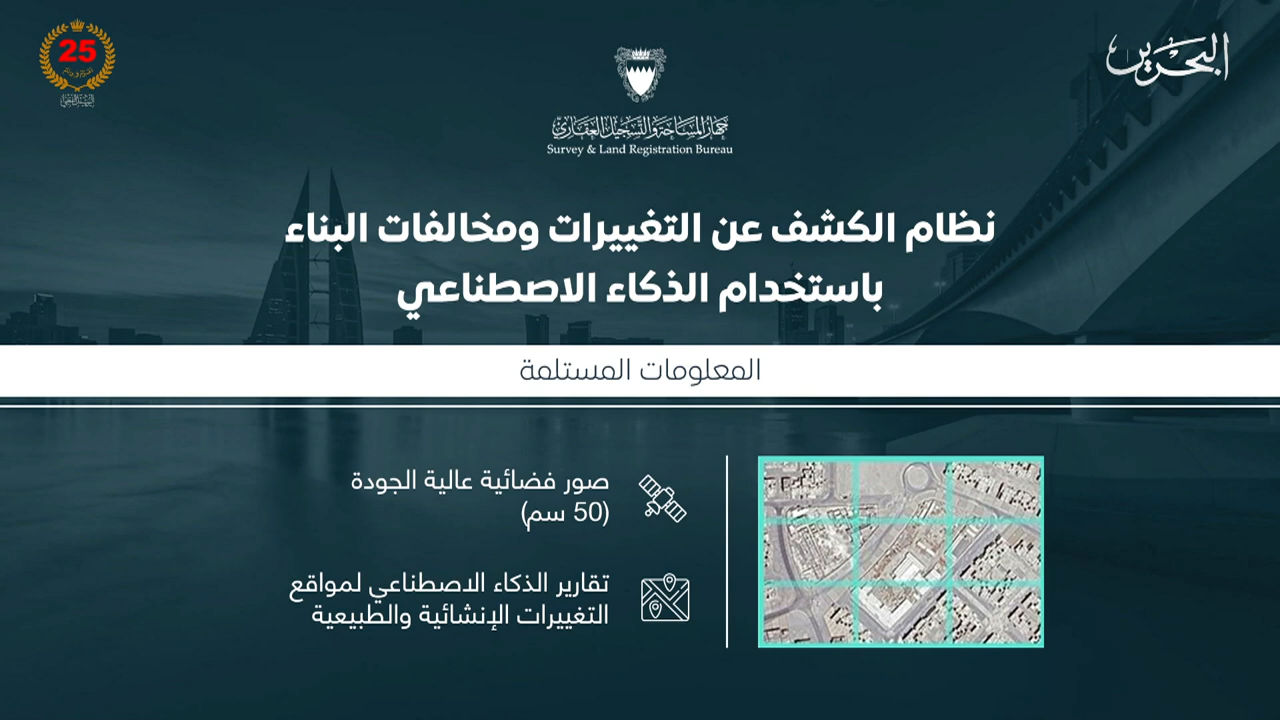 25
البحرين
جهاز المساحة والتسجيل العقاري
Survey & Land Registration Bureau
نظام الكشف عن التغييرات ومخالفات البناء
باستخدام الذكاء الاصطناعي
المعلومات المستلمة
صور فضائية عالية الجودة
(50 سم)
تقارير الذكاء الاصطناعي لمواقع
التغييرات الإنشائية والطبيعية